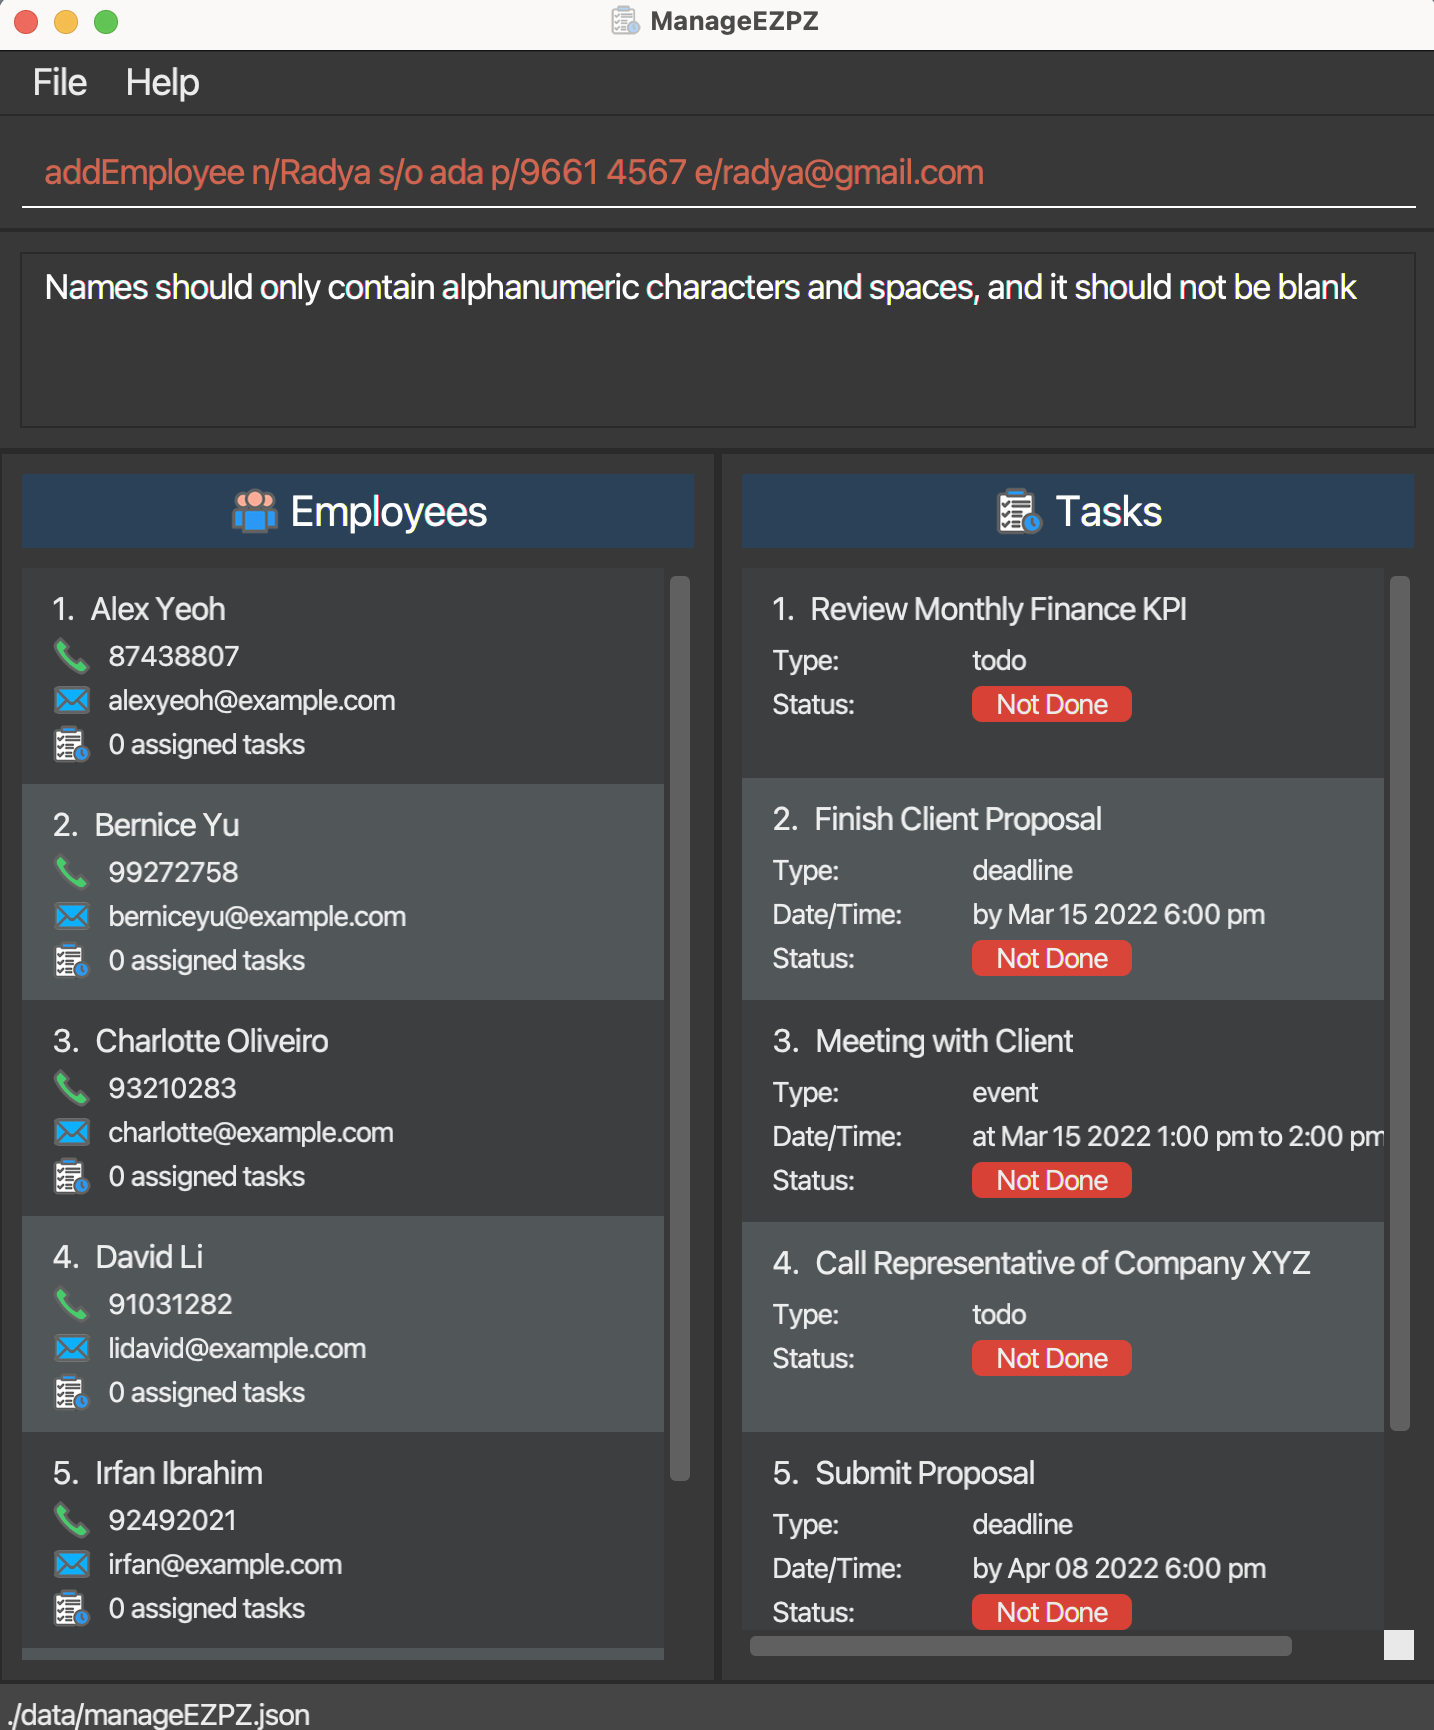 ManageEZPZ
File Help
addEmployee n/Radya s/o ada p/9661 4567 e/radya@gmail.com
Names should only contain alphanumeric characters and spaces, and it should not be blank
Employees
1. Alex Yeoh
87438807
alexyeoh@example.com
0 assigned tasks
2. Bernice Yu
99272758
berniceyu@example.com
0 assigned tasks
3. Charlotte Oliveiro
93210283
charlotte@example.com
0 assigned tasks
4. David Li
91031282
lidavid@example.com
0 assigned tasks
5. Irfan Ibrahim
92492021
irfan@example.com
0 assigned tasks
Tasks
1. Review Monthly Finance KPI
Type: todo
Status: Not Done
2. Finish Client Proposal
Type: deadline
Date/Time: by Mar 15 2022 6:00 pm
Status: Not Done
3. Meeting with Client
Type: event
Date/Time: at Mar 15 2022 1:00 pm to 2:00 pm
Status: Not Done
4. Call Representative of Company XYZ
Type: todo
Status: Not Done
5. Submit Proposal
Type: deadline
Date/Time: by Apr 08 2022 6:00 pm
Status: Not Done
./data/manageEZPZ.json